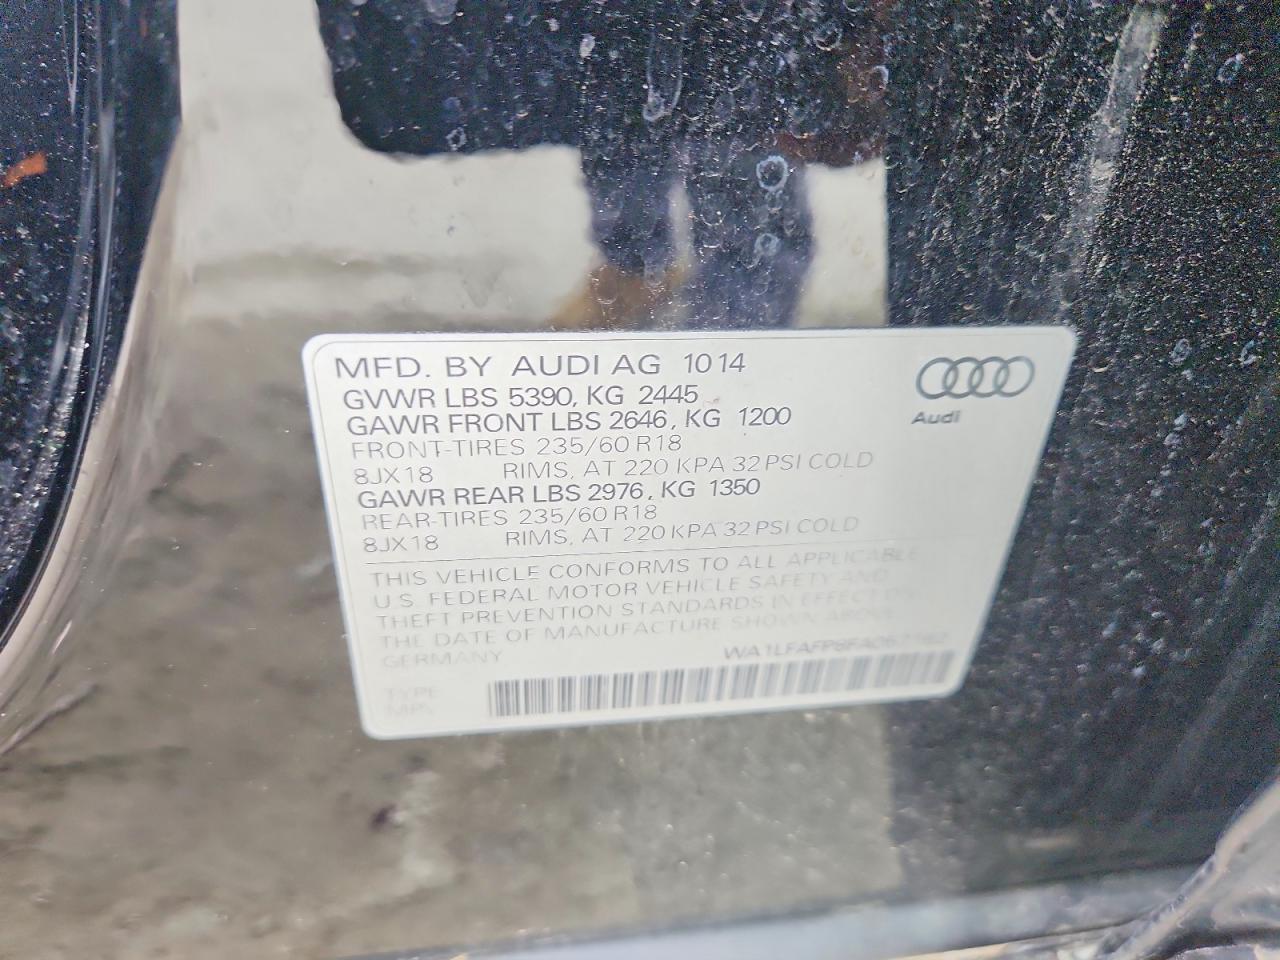 MFD. BY AUDI AG 10 14
GVWR LBS 5390, KG 2445
GAWR FRONT LBS 2646, KG 1200
FRONT-TIRES 235/60 R18
8JX18 RIMS, AT 220 KPA 32 PSI COLD
GAWR REAR LBS 2976, KG 1350
REAR-TIRES 235/60 R18
8JX18 RIMS, AT 220 KPA 32 PSI COLD
THIS VEHICLE CONFORMS TO ALL APPLICABLE
U.S. FEDERAL MOTOR VEHICLE SAFETY AND
THEFT PREVENTION STANDARDS IN EFFECT ON
THE DATE OF MANUFACTURE SHOWN ABOVE
GERMANY
TYPE
MPV
Audi